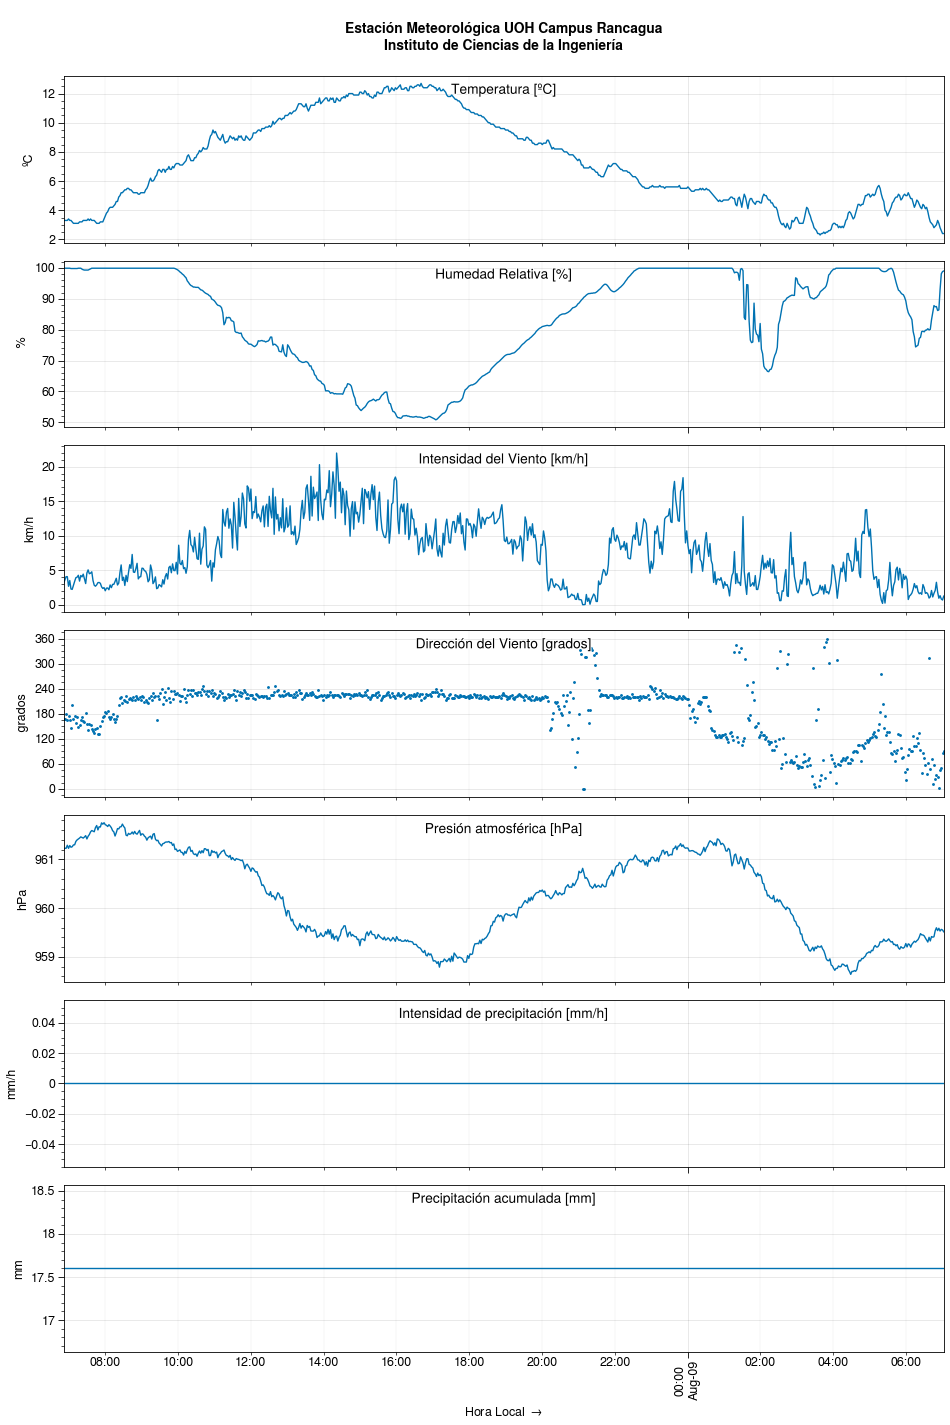 Estación Meteorológica UOH Campus Rancagua
Instituto de Ciencias de la Ingeniería
Temperatura [ºC]
ºC
12
10
8
6
4
2
Humedad Relativa [%]
%
100
90
80
70
60
50
Intensidad del Viento [km/h]
km/h
20
15
10
5
0
Dirección del Viento [grados]
grados
360
300
240
180
120
60
0
Presión atmosférica [hPa]
hPa
961
960
959
Intensidad de precipitación [mm/h]
mm/h
0.04
0.02
0
−0.02
−0.04
Precipitación acumulada [mm]
mm
18.5
18
17.5
17
08:00 10:00 12:00 14:00 16:00 18:00 20:00 22:00 00:00 02:00 04:00 06:00
Aug-09
Hora Local →